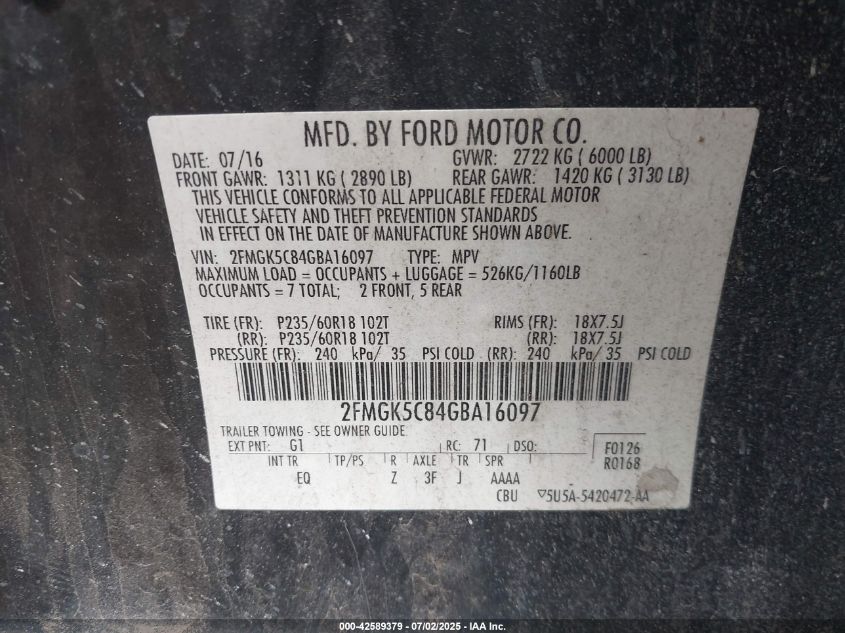 MFD. BY FORD MOTOR CO.
DATE: 07/16 GVWR: 2722 KG ( 6000 LB)
FRONT GAWR: 1311 KG ( 2890 LB) REAR GAWR: 1420 KG ( 3130 LB)
THIS VEHICLE CONFORMS TO ALL APPLICABLE FEDERAL MOTOR
VEHICLE SAFETY AND THEFT PREVENTION STANDARDS
IN EFFECT ON THE DATE OF MANUFACTURE SHOWN ABOVE.
VIN: 2FMGK5C84GBA16097 TYPE: MPV
MAXIMUM LOAD = OCCUPANTS + LUGGAGE = 526KG/1160LB
OCCUPANTS = 7 TOTAL; 2 FRONT, 5 REAR
TIRE (FR): P235/60R18 102T RIMS (FR): 18X7.5J
(RR): P235/60R18 102T (RR): 18X7.5J
PRESSURE (FR): 240 kPa/ 35 PSI COLD (RR): 240 kPa/ 35 PSI COLD
2FMGK5C84GBA16097
TRAILER TOWING - SEE OWNER GUIDE
EXT PNT: G1 RC: 71 DSO: F0126
R0168
INT TR TP/PS R AXLE TR SPR
EQ Z 3F J AAAA
CBU ▽5U5A-5420472-AA
000-42589379 - 07/02/2025 - IAA Inc.